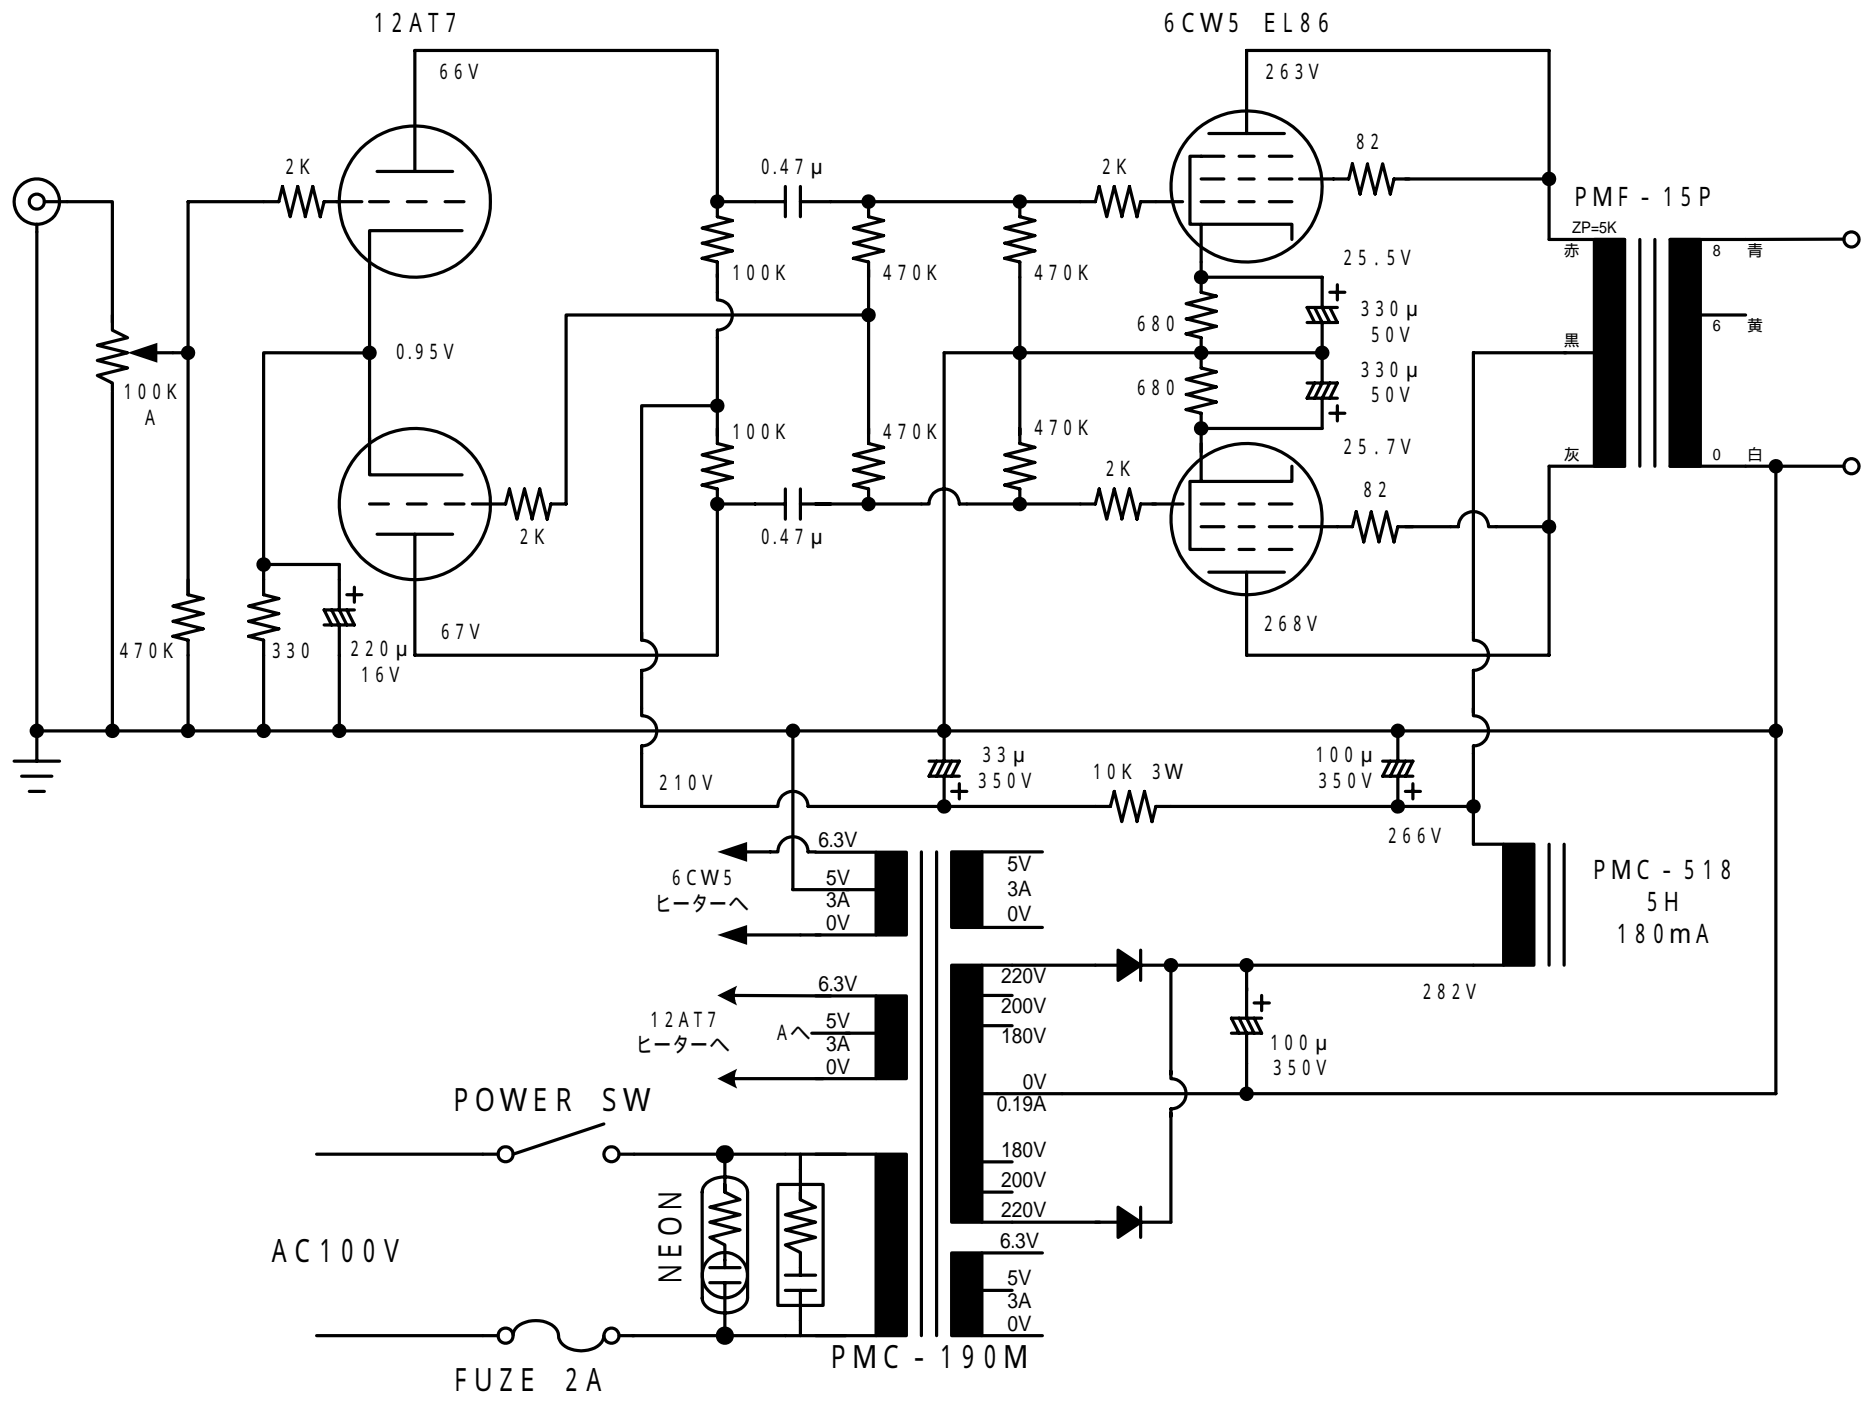 12AT7
6CW5 EL86
66V
263V
2K
0.47μ
2K
82
PMF-15P
ZP=5K
赤
8 青
100K
470K
470K
25.5V
680
330μ
50V
6 黄
黒
0.95V
100K
A
680
330μ
50V
100K
470K
470K
25.7V
灰
0 白
2K
82
2K
0.47μ
67V
268V
470K
330
220μ
16V
210V
33μ
350V
10K 3W
100μ
350V
266V
6.3V
5V
3A
0V
6CW5
ヒーターへ
5V
3A
0V
PMC-518
5H
180mA
220V
200V
180V
282V
6.3V
5V
3A
0V
12AT7
ヒーターへ
Aへ
100μ
350V
0V
0.19A
POWER SW
180V
200V
220V
NEON
AC100V
6.3V
5V
3A
0V
PMC-190M
FUZE 2A